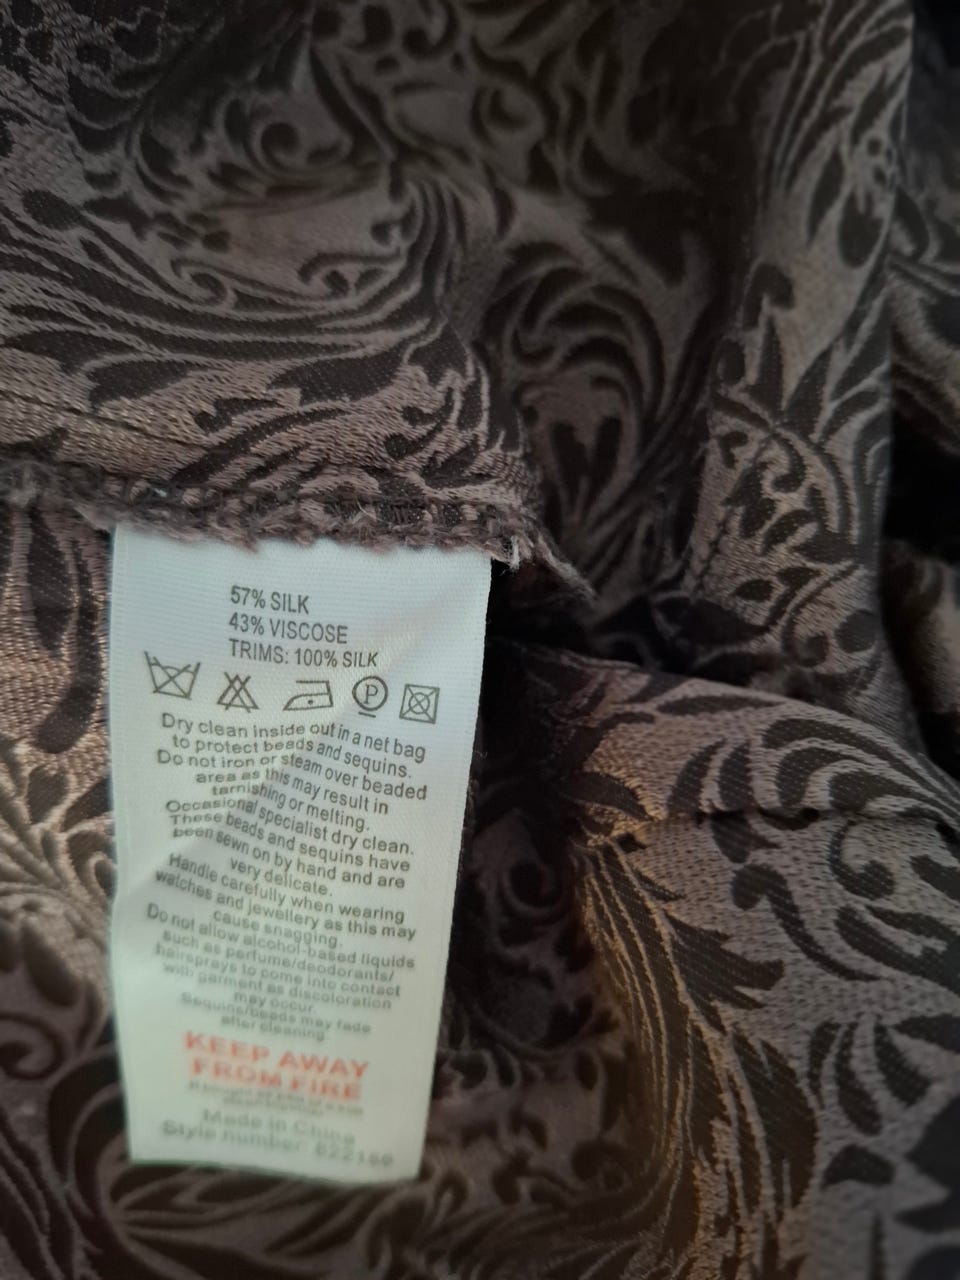 57% SILK
43% VISCOSE
TRIMS: 100% SILK
P
Dry clean inside out in a net bag
to protect beads and sequins.
Do not iron or steam over beaded
area as this may result in
tarnishing or melting.
Occasional specialist dry clean.
These beads and sequins have
been sewn on by hand and are
very delicate.
Handle carefully when wearing
watches and jewellery as this may
cause snagging.
Do not allow alcohol-based liquids
such as perfume/deodorants/
hairsprays to come into contact
with garment as discoloration
may occur.
Sequins/beads may fade
after cleaning.
KEEP AWAY
FROM FIRE
Made in China
Style number